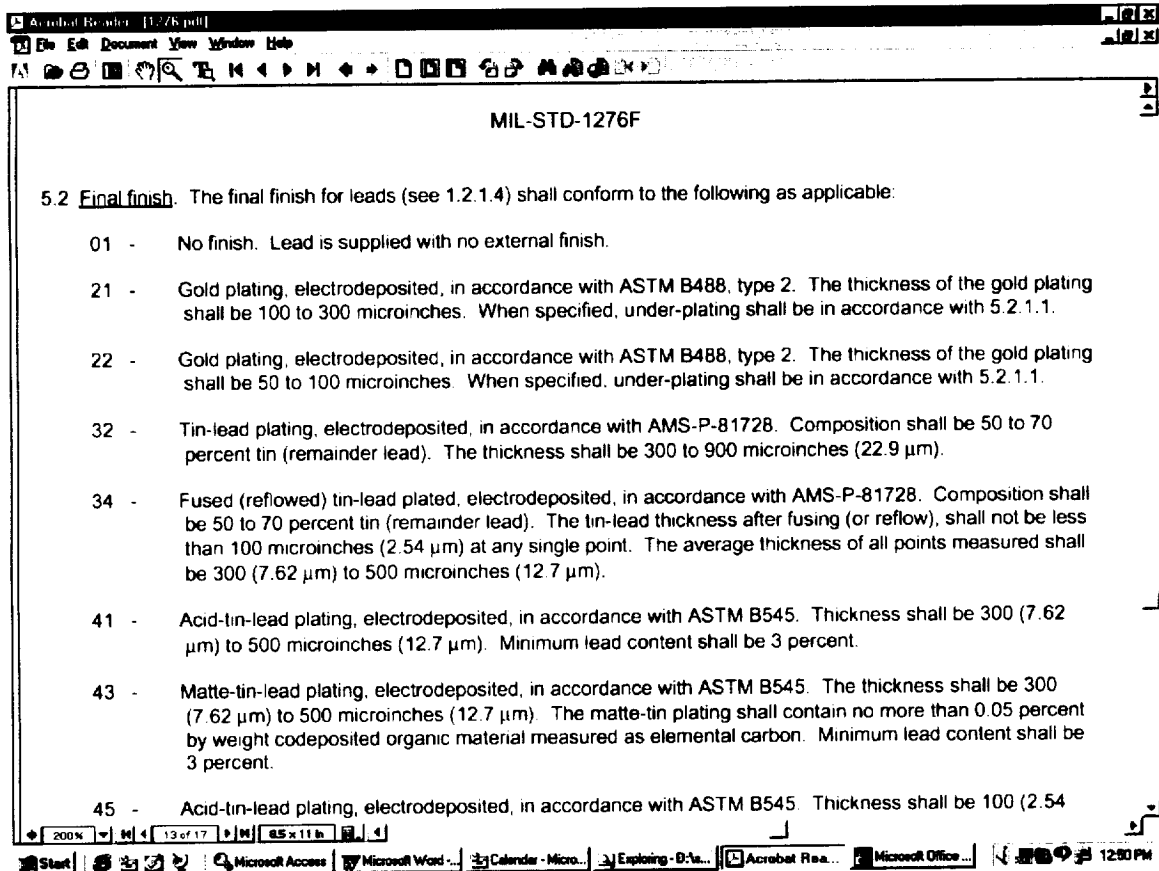 Acrobat Reader - [1276.pdf]
File Edit Document View Window Help
MIL-STD-1276F
5.2 Final finish. The final finish for leads (see 1.2.1.4) shall conform to the following as applicable:
01 - No finish. Lead is supplied with no external finish.
21 - Gold plating, electrodeposited, in accordance with ASTM B488, type 2. The thickness of the gold plating
shall be 100 to 300 microinches. When specified, under-plating shall be in accordance with 5.2.1.1.
22 - Gold plating, electrodeposited, in accordance with ASTM B488, type 2. The thickness of the gold plating
shall be 50 to 100 microinches. When specified, under-plating shall be in accordance with 5.2.1.1.
32 - Tin-lead plating, electrodeposited, in accordance with AMS-P-81728. Composition shall be 50 to 70
percent tin (remainder lead). The thickness shall be 300 to 900 microinches (22.9 µm).
34 - Fused (reflowed) tin-lead plated, electrodeposited, in accordance with AMS-P-81728. Composition shall
be 50 to 70 percent tin (remainder lead). The tin-lead thickness after fusing (or reflow), shall not be less
than 100 microinches (2.54 µm) at any single point. The average thickness of all points measured shall
be 300 (7.62 µm) to 500 microinches (12.7 µm).
41 - Acid-tin-lead plating, electrodeposited, in accordance with ASTM B545. Thickness shall be 300 (7.62
µm) to 500 microinches (12.7 µm). Minimum lead content shall be 3 percent.
43 - Matte-tin-lead plating, electrodeposited, in accordance with ASTM B545. The thickness shall be 300
(7.62 µm) to 500 microinches (12.7 µm). The matte-tin plating shall contain no more than 0.05 percent
by weight codeposited organic material measured as elemental carbon. Minimum lead content shall be
3 percent.
45 - Acid-tin-lead plating, electrodeposited, in accordance with ASTM B545. Thickness shall be 100 (2.54
200% 13 of 17 8.5 x 11 in
Start Microsoft Access Microsoft Word -... Calendar - Micro... Exploring - D:\s... Acrobat Rea... Microsoft Office ... 12:50 PM